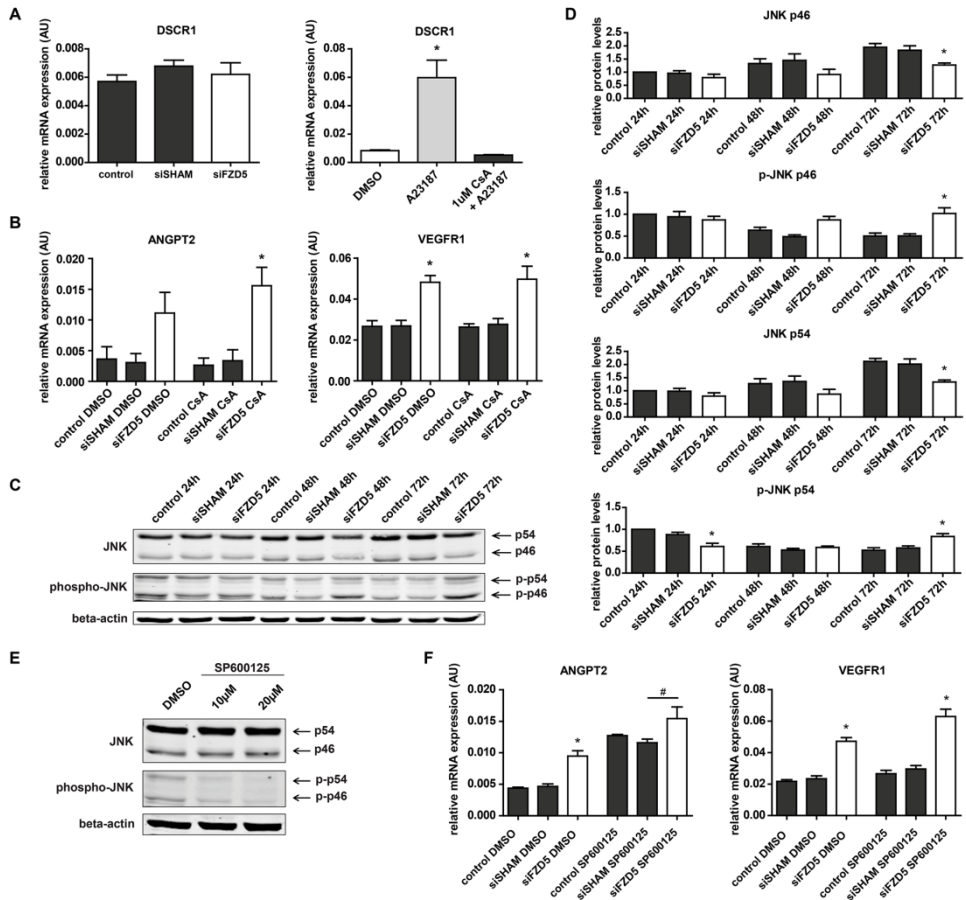 A
DSCR1
relative mRNA expression (AU)
0.008
0.006
0.004
0.002
0.000
control
siSHAM
siFZD5
DSCR1
relative mRNA expression (AU)
0.08
0.06
0.04
0.02
0.00
*
DMSO
A23187
1uM CsA
+ A23187
B
ANGPT2
relative mRNA expression (AU)
0.020
0.015
0.010
0.005
0.000
*
control DMSO
siSHAM DMSO
siFZD5 DMSO
control CsA
siSHAM CsA
siFZD5 CsA
VEGFR1
relative mRNA expression (AU)
0.08
0.06
0.04
0.02
0.00
*
*
control DMSO
siSHAM DMSO
siFZD5 DMSO
control CsA
siSHAM CsA
siFZD5 CsA
C
control 24h
siSHAM 24h
siFZD5 24h
control 48h
siSHAM 48h
siFZD5 48h
control 72h
siSHAM 72h
siFZD5 72h
JNK
p54
p46
phospho-JNK
p-p54
p-p46
beta-actin
D
JNK p46
relative protein levels
2.5
2.0
1.5
1.0
0.5
0.0
*
control 24h
siSHAM 24h
siFZD5 24h
control 48h
siSHAM 48h
siFZD5 48h
control 72h
siSHAM 72h
siFZD5 72h
p-JNK p46
relative protein levels
1.5
1.0
0.5
0.0
*
control 24h
siSHAM 24h
siFZD5 24h
control 48h
siSHAM 48h
siFZD5 48h
control 72h
siSHAM 72h
siFZD5 72h
JNK p54
relative protein levels
2.5
2.0
1.5
1.0
0.5
0.0
*
control 24h
siSHAM 24h
siFZD5 24h
control 48h
siSHAM 48h
siFZD5 48h
control 72h
siSHAM 72h
siFZD5 72h
p-JNK p54
relative protein levels
1.5
1.0
0.5
0.0
*
*
control 24h
siSHAM 24h
siFZD5 24h
control 48h
siSHAM 48h
siFZD5 48h
control 72h
siSHAM 72h
siFZD5 72h
E
SP600125
DMSO
10µM
20µM
JNK
p54
p46
phospho-JNK
p-p54
p-p46
beta-actin
F
ANGPT2
relative mRNA expression (AU)
0.020
0.015
0.010
0.005
0.000
*
#
control DMSO
siSHAM DMSO
siFZD5 DMSO
control SP600125
siSHAM SP600125
siFZD5 SP600125
VEGFR1
relative mRNA expression (AU)
0.08
0.06
0.04
0.02
0.00
*
*
control DMSO
siSHAM DMSO
siFZD5 DMSO
control SP600125
siSHAM SP600125
siFZD5 SP600125